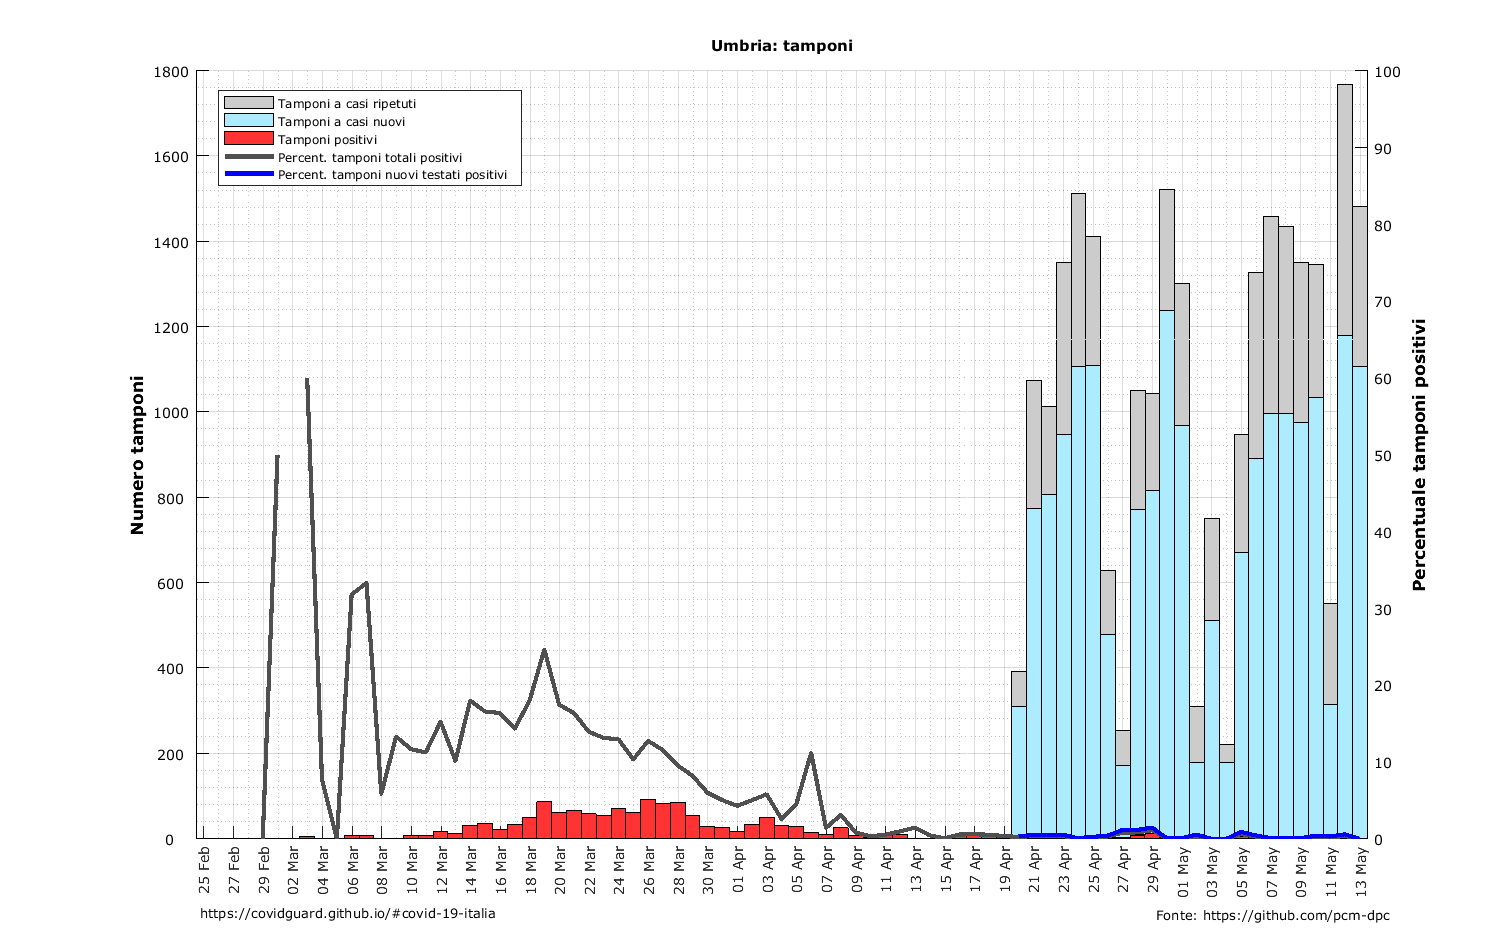 Umbria: tamponi
Tamponi a casi ripetuti
Tamponi a casi nuovi
Tamponi positivi
Percent. tamponi totali positivi
Percent. tamponi nuovi testati positivi
Numero tamponi
1800
1600
1400
1200
1000
800
600
400
200
0
Percentuale tamponi positivi
100
90
80
70
60
50
40
30
20
10
0
25 Feb
27 Feb
29 Feb
02 Mar
04 Mar
06 Mar
08 Mar
10 Mar
12 Mar
14 Mar
16 Mar
18 Mar
20 Mar
22 Mar
24 Mar
26 Mar
28 Mar
30 Mar
01 Apr
03 Apr
05 Apr
07 Apr
09 Apr
11 Apr
13 Apr
15 Apr
17 Apr
19 Apr
21 Apr
23 Apr
25 Apr
27 Apr
29 Apr
01 May
03 May
05 May
07 May
09 May
11 May
13 May
https://covidguard.github.io/#covid-19-italia
Fonte: https://github.com/pcm-dpc